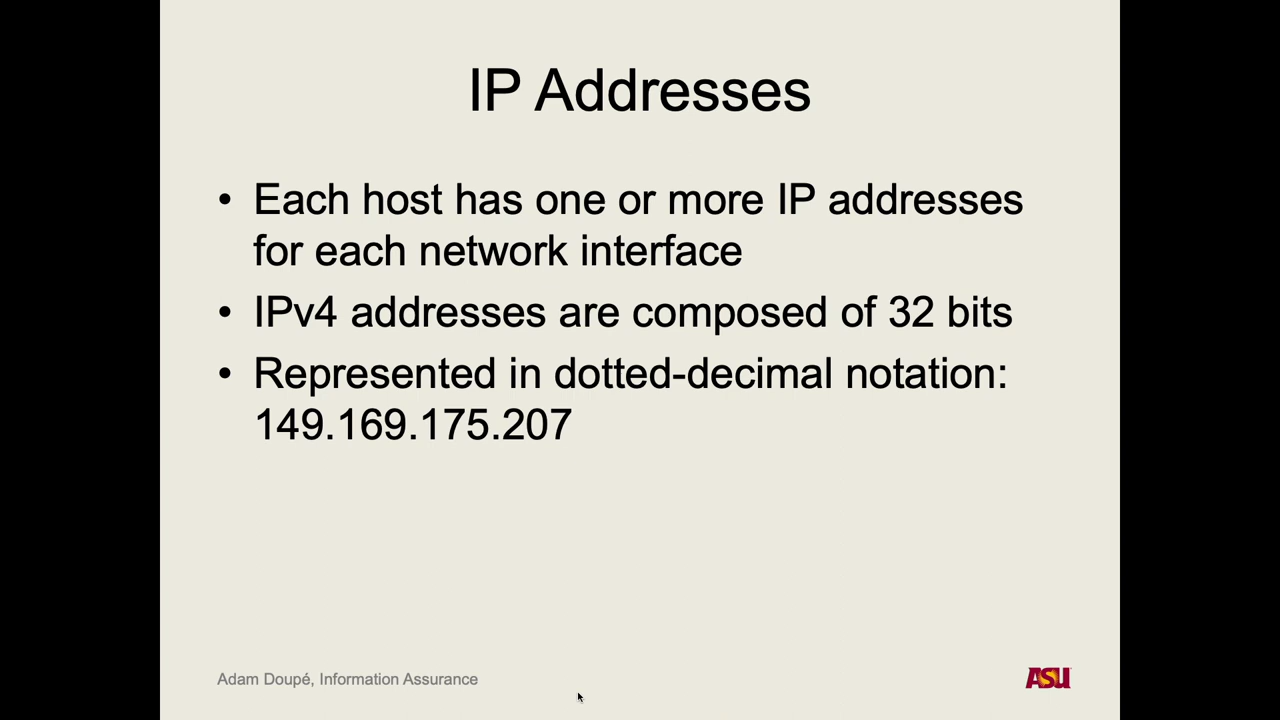 IP Addresses
• Each host has one or more IP addresses
for each network interface
• IPv4 addresses are composed of 32 bits
• Represented in dotted-decimal notation:
149.169.175.207
Adam Doupé, Information Assurance
ASU